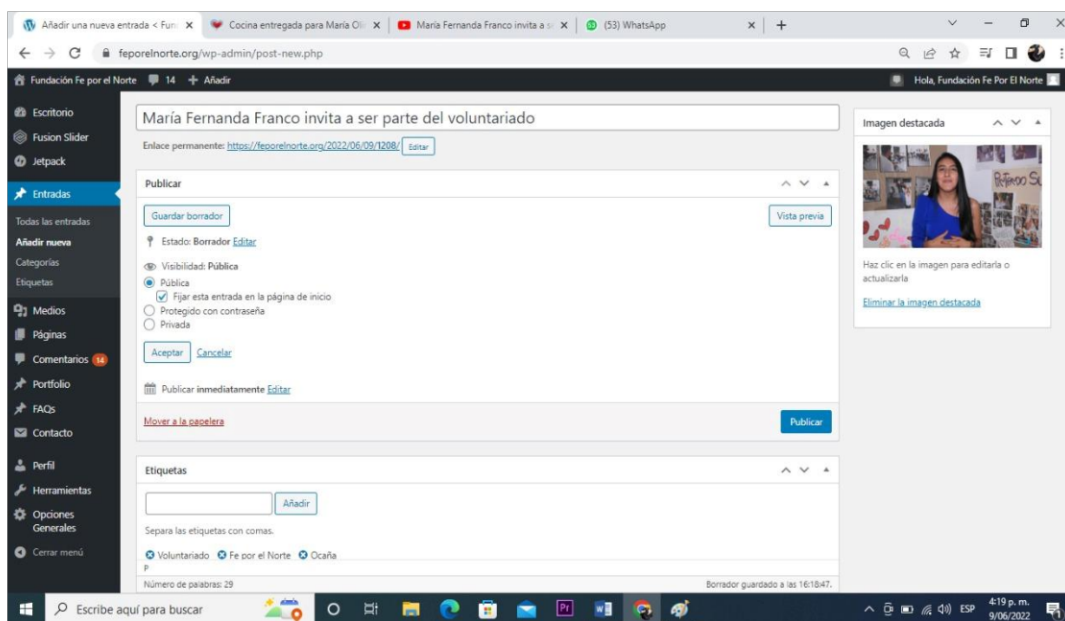 Añadir una nueva entrada < Fun
Cocina entregada para María Oli
María Fernanda Franco invita a s
(53) WhatsApp
feporelnorte.org/wp-admin/post-new.php
Fundación Fe por el Norte 14 + Añadir
Hola, Fundación Fe Por El Norte
Escritorio
Fusion Slider
Jetpack
Entradas
Todas las entradas
Añadir nueva
Categorías
Etiquetas
Medios
Páginas
Comentarios 14
Portfolio
FAQs
Contacto
Perfil
Herramientas
Opciones
Generales
Cerrar menú
María Fernanda Franco invita a ser parte del voluntariado
Enlace permanente: https://feporelnorte.org/2022/06/09/1208/ Editar
Publicar
Guardar borrador
Vista previa
Estado: Borrador Editar
Visibilidad: Pública
Pública
Fijar esta entrada en la página de inicio
Protegido con contraseña
Privada
Aceptar Cancelar
Publicar inmediatamente Editar
Mover a la papelera
Publicar
Etiquetas
Añadir
Separa las etiquetas con comas.
Voluntariado Fe por el Norte Ocaña
P
Número de palabras: 29
Borrador guardado a las 16:18:47.
Imagen destacada
Haz clic en la imagen para editarla o
actualizarla
Eliminar la imagen destacada
Escribe aquí para buscar
Pr
ESP
4:19 p. m.
9/06/2022